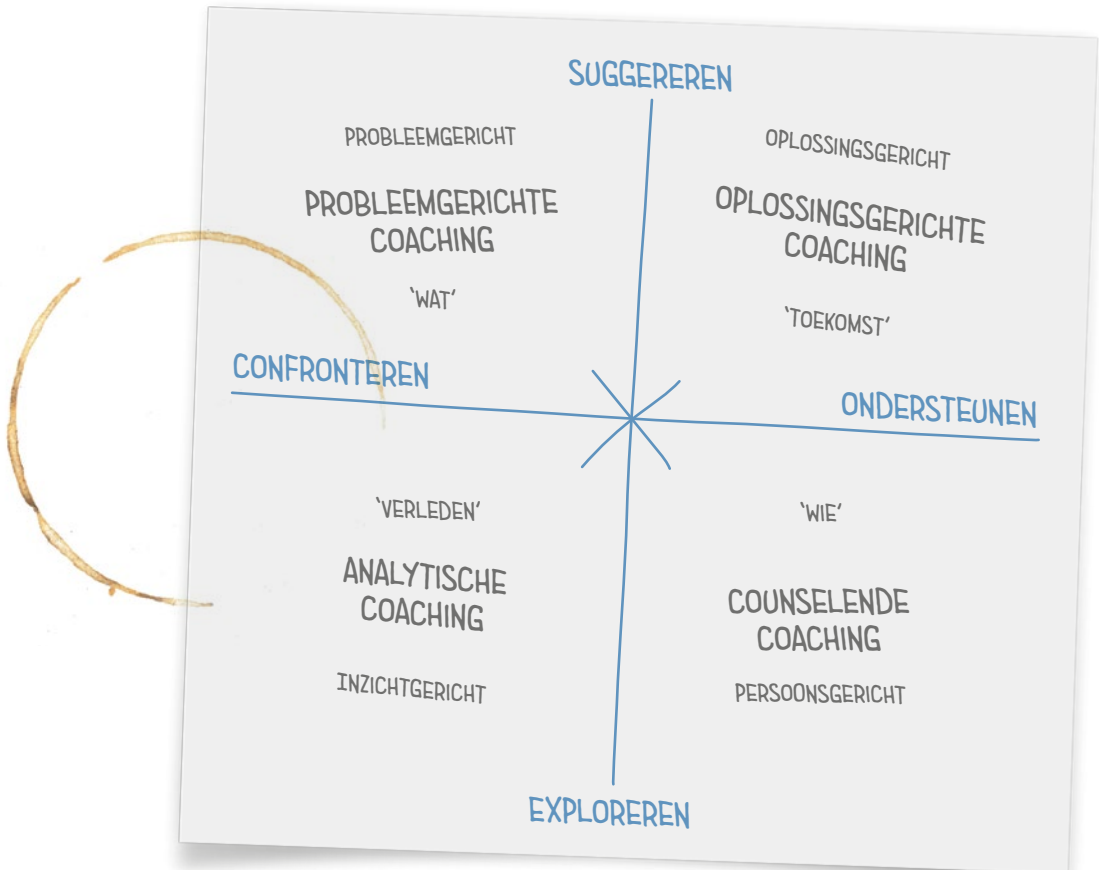 SUGGEREREN
PROBLEEMGERICHT
PROBLEEMGERICHTE
COACHING
'WAT'
OPLOSSINGSGERICHT
OPLOSSINGSGERICHTE
COACHING
'TOEKOMST'
CONFRONTEREN
ONDERSTEUNEN
'VERLEDEN'
ANALYTISCHE
COACHING
INZICHTGERICHT
'WIE'
COUNSELENDE
COACHING
PERSOONSGERICHT
EXPLOREREN